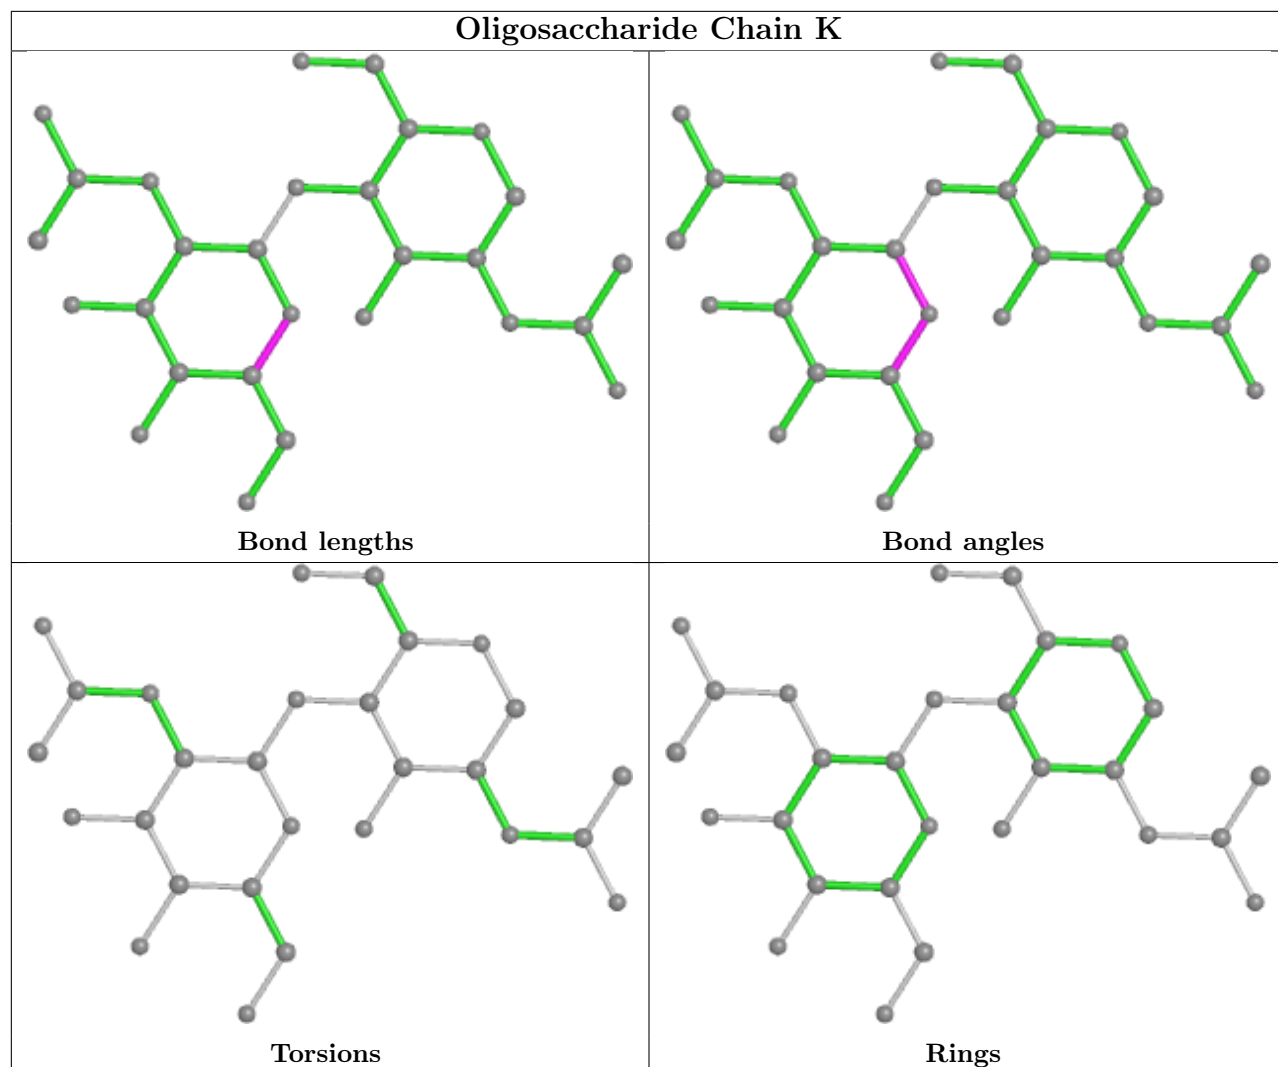 Oligosaccharide Chain K
Bond lengths
Bond angles
Torsions
Rings